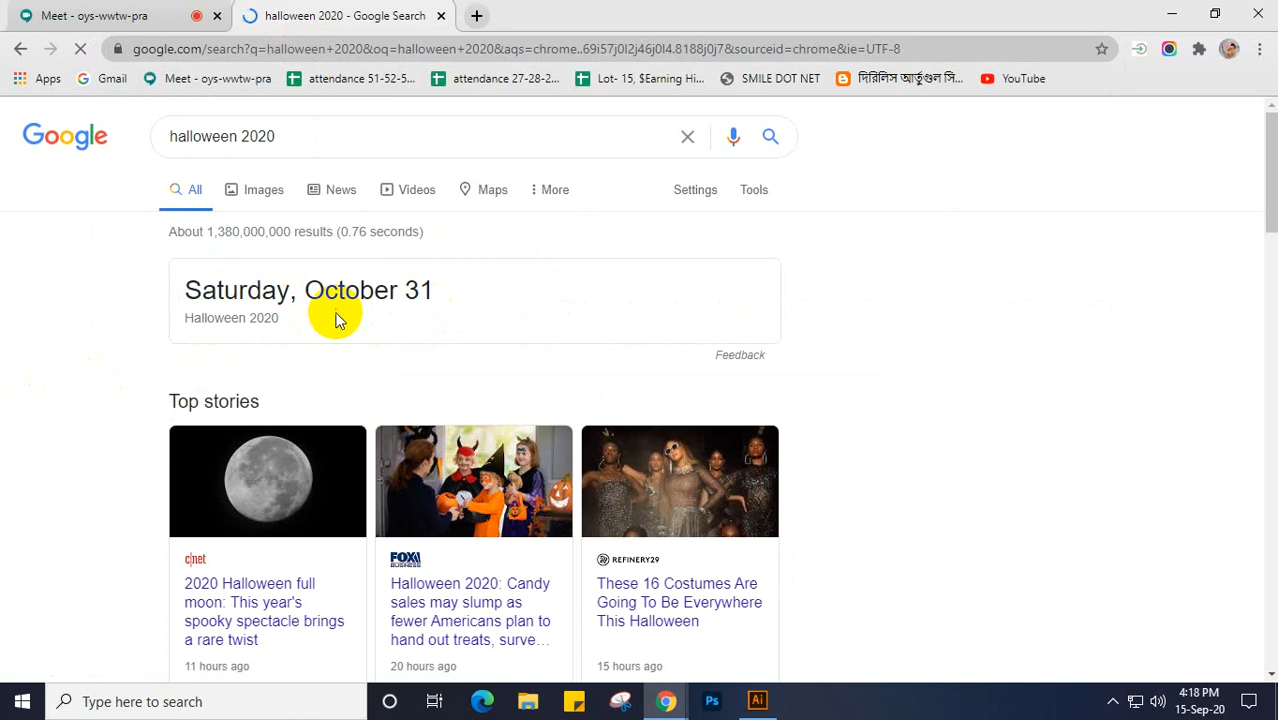 Meet - oys-wwtw-pra
halloween 2020 - Google Search
google.com/search?q=halloween+2020&oq=halloween+2020&aqs=chrome..69i57j0l2j46j0l4.8188j0j7&sourceid=chrome&ie=UTF-8
Apps Gmail Meet - oys-wwtw-pra attendance 51-52-5... attendance 27-28-2... Lot- 15, $Earning Hi... SMILE DOT NET দিরিলিস আর্তুগুল সি... YouTube
Google halloween 2020
All Images News Videos Maps More Settings Tools
About 1,380,000,000 results (0.76 seconds)
Saturday, October 31
Halloween 2020
Feedback
Top stories
c|net
2020 Halloween full
moon: This year's
spooky spectacle brings
a rare twist
11 hours ago
FOX
BUSINESS
Halloween 2020: Candy
sales may slump as
fewer Americans plan to
hand out treats, surve...
20 hours ago
REFINERY29
These 16 Costumes Are
Going To Be Everywhere
This Halloween
15 hours ago
Type here to search
Ps
Ai
4:18 PM
15-Sep-20